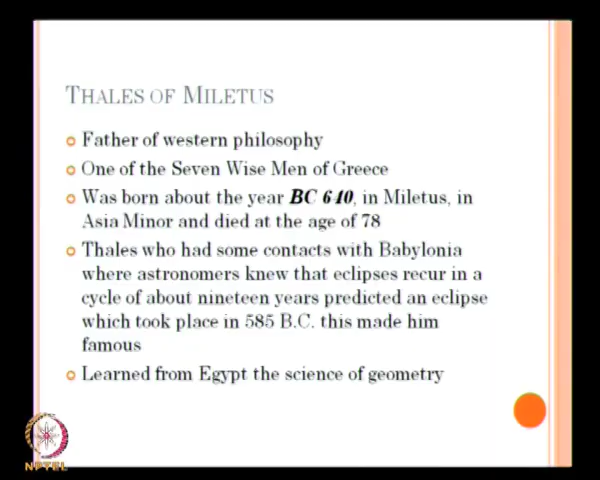 THALES OF MILETUS
Father of western philosophy
One of the Seven Wise Men of Greece
Was born about the year BC 640, in Miletus, in
Asia Minor and died at the age of 78
Thales who had some contacts with Babylonia
where astronomers knew that eclipses recur in a
cycle of about nineteen years predicted an eclipse
which took place in 585 B.C. this made him
famous
Learned from Egypt the science of geometry
NPTEL